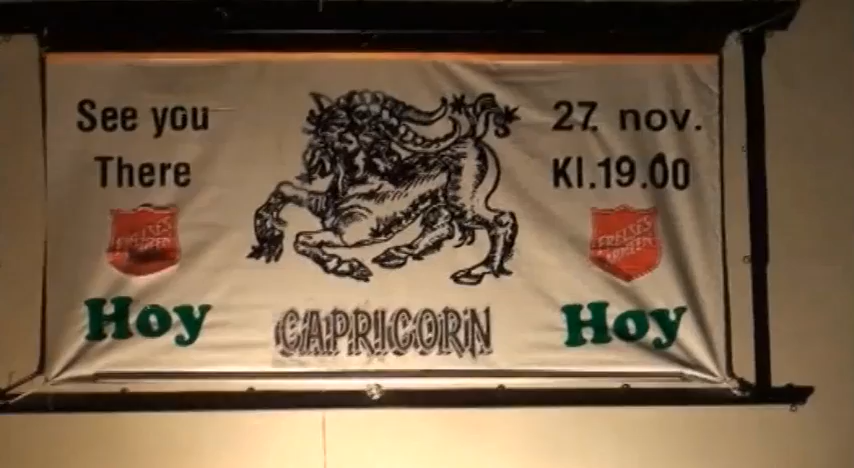 See you
There
FRELSES
ARMEEN
Hoy
CAPRICORN
27. nov.
Kl.19.00
FRELSES
ARMEEN
Hoy